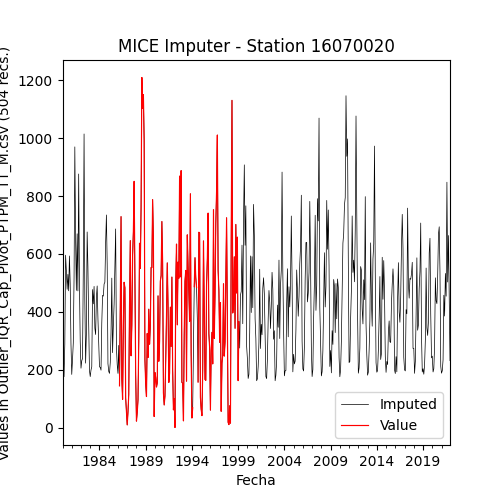 MICE Imputer - Station 16070020
Values in Outlier_IQR_Cap_Pivot_PTPM_TT_M.csv (504 recs.)
1200
1000
800
600
400
200
0
Imputed
Value
1984 1989 1994 1999 2004 2009 2014 2019
Fecha